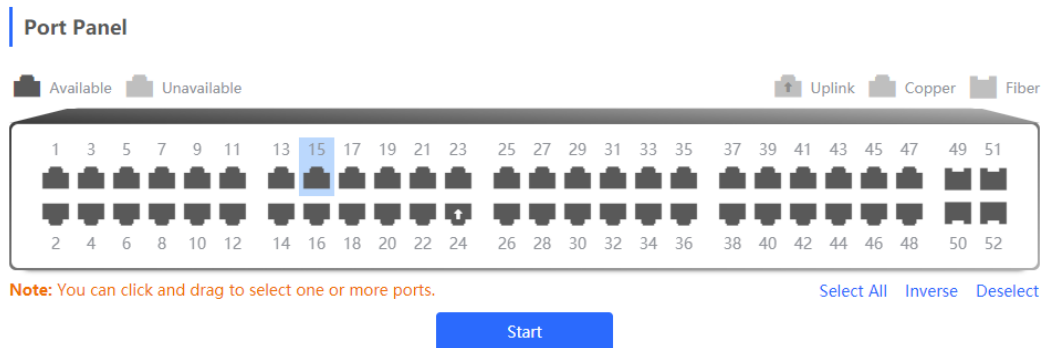 Port Panel
Available Unavailable Uplink Copper Fiber
1 3 5 7 9 11 13 15 17 19 21 23 25 27 29 31 33 35 37 39 41 43 45 47 49 51
2 4 6 8 10 12 14 16 18 20 22 24 26 28 30 32 34 36 38 40 42 44 46 48 50 52
Note: You can click and drag to select one or more ports. Select All Inverse Deselect
Start